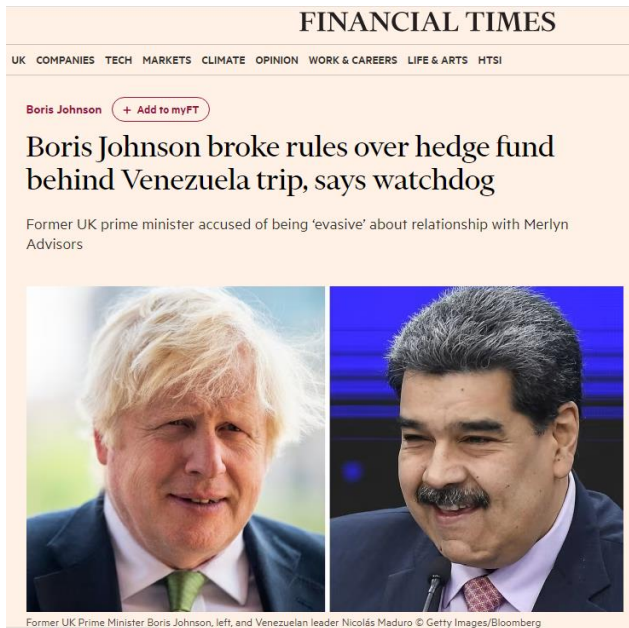 FINANCIAL TIMES
UK COMPANIES TECH MARKETS CLIMATE OPINION WORK & CAREERS LIFE & ARTS HTSI
Boris Johnson + Add to myFT
Boris Johnson broke rules over hedge fund
behind Venezuela trip, says watchdog
Former UK prime minister accused of being ‘evasive’ about relationship with Merlyn
Advisors
Former UK Prime Minister Boris Johnson, left, and Venezuelan leader Nicolás Maduro © Getty Images/Bloomberg